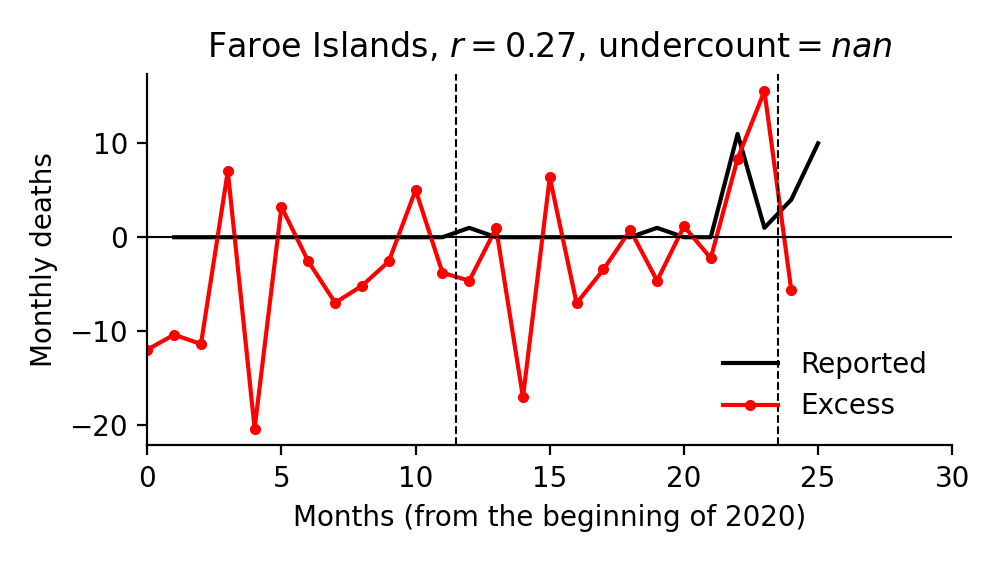 Faroe Islands, r = 0.27, undercount = nan
Monthly deaths
10
0
−10
−20
Reported
Excess
0 5 10 15 20 25 30
Months (from the beginning of 2020)